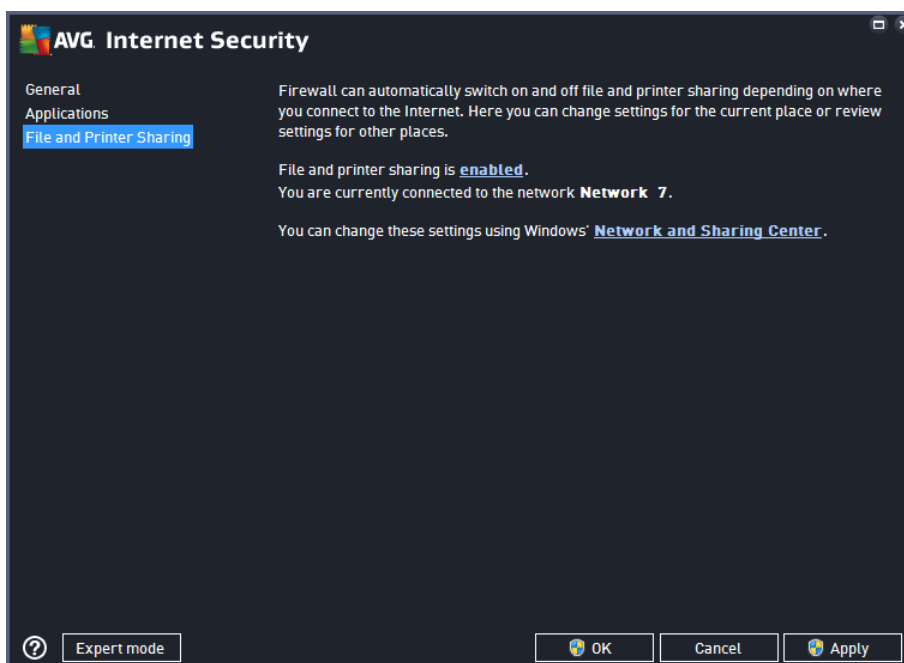 AVG Internet Security
General
Applications
File and Printer Sharing
Firewall can automatically switch on and off file and printer sharing depending on where
you connect to the Internet. Here you can change settings for the current place or review
settings for other places.
File and printer sharing is enabled.
You are currently connected to the network Network 7.
You can change these settings using Windows' Network and Sharing Center.
? Expert mode
OK
Cancel
Apply